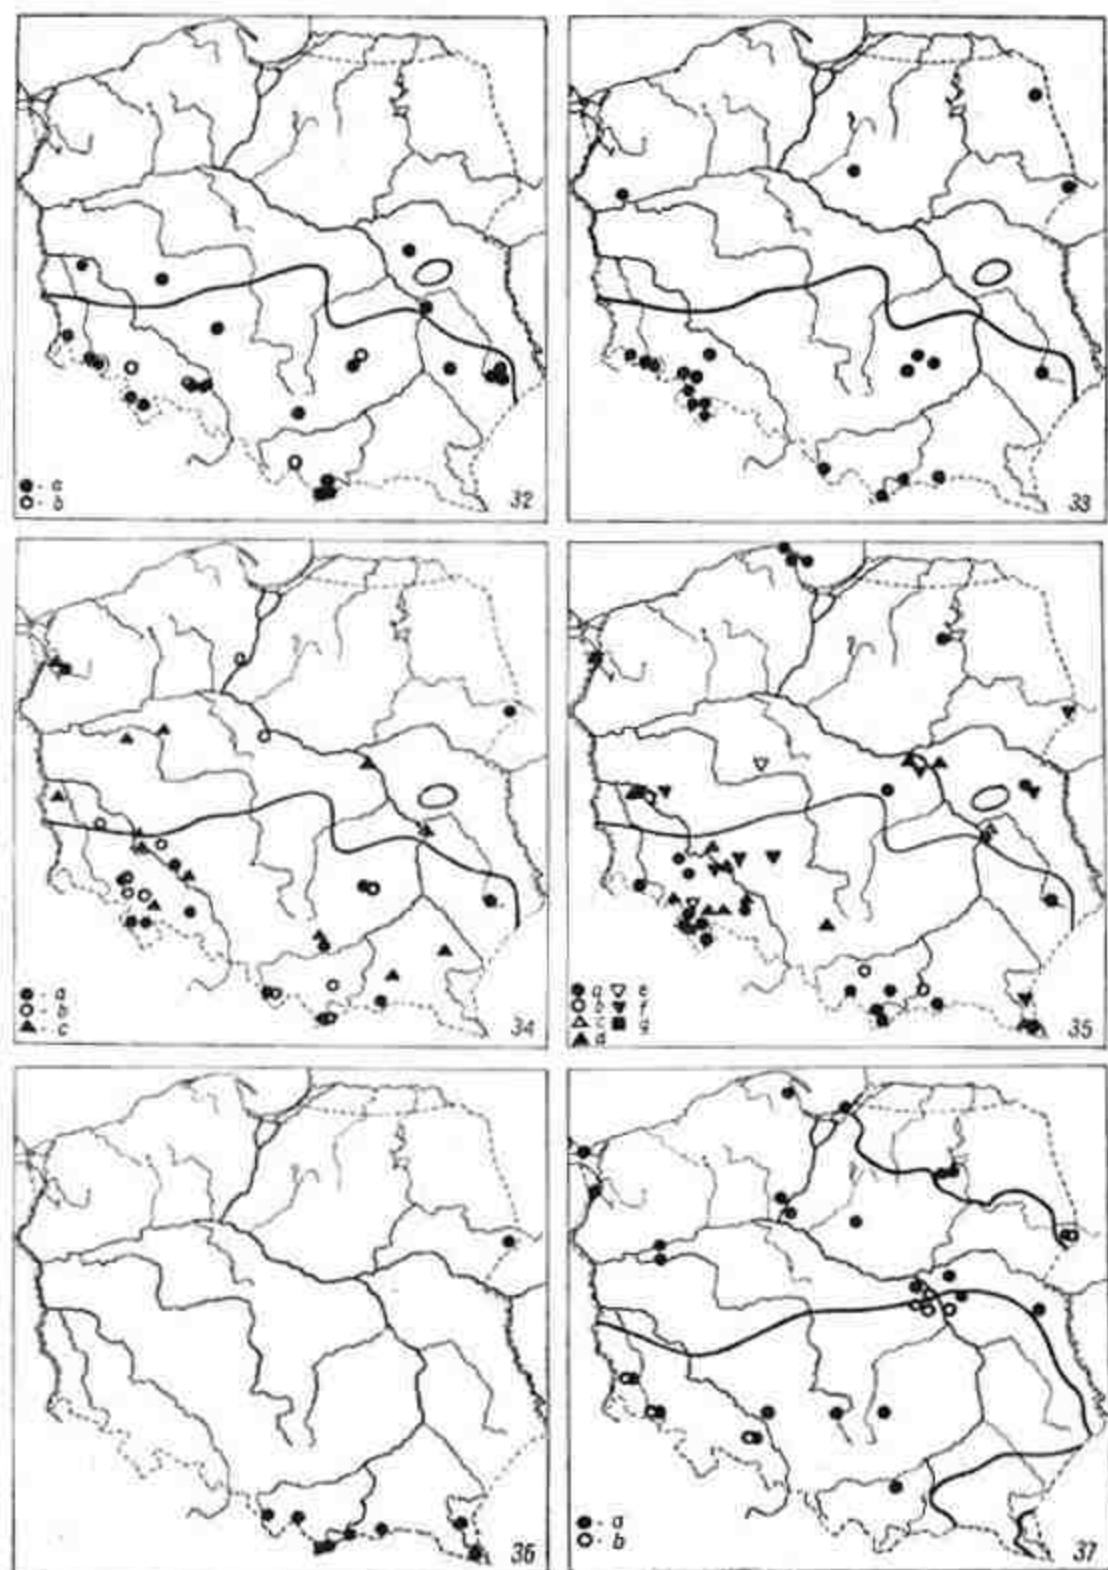 ● - a
○ - b
32
33
● - a
○ - b
▲ - c
34
● a ▽ e
○ b ▼ f
△ c ■ g
▲ d
35
36
● - a
○ - b
37